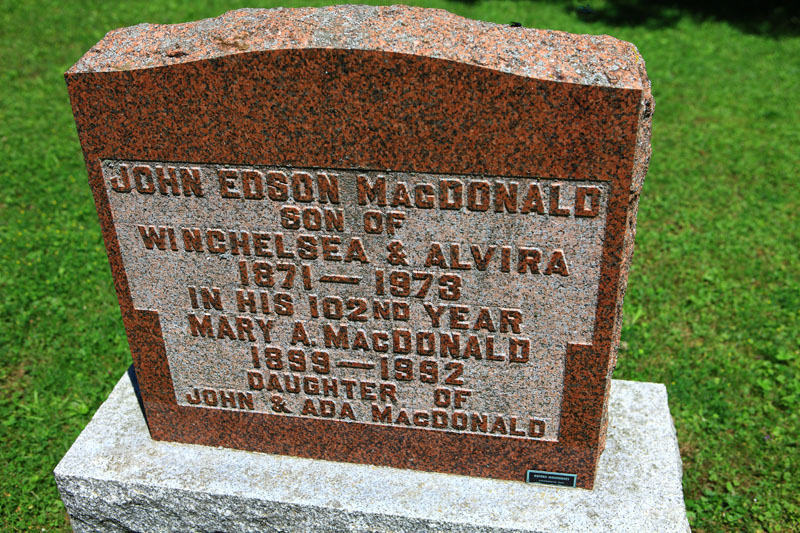 JOHN EDSON MacDONALD
SON OF
WINCHELSEA & ALVIRA
1871 — 1973
IN HIS 102ND YEAR
MARY A. MacDONALD
1899 — 1992
DAUGHTER OF
JOHN & ADA MacDONALD